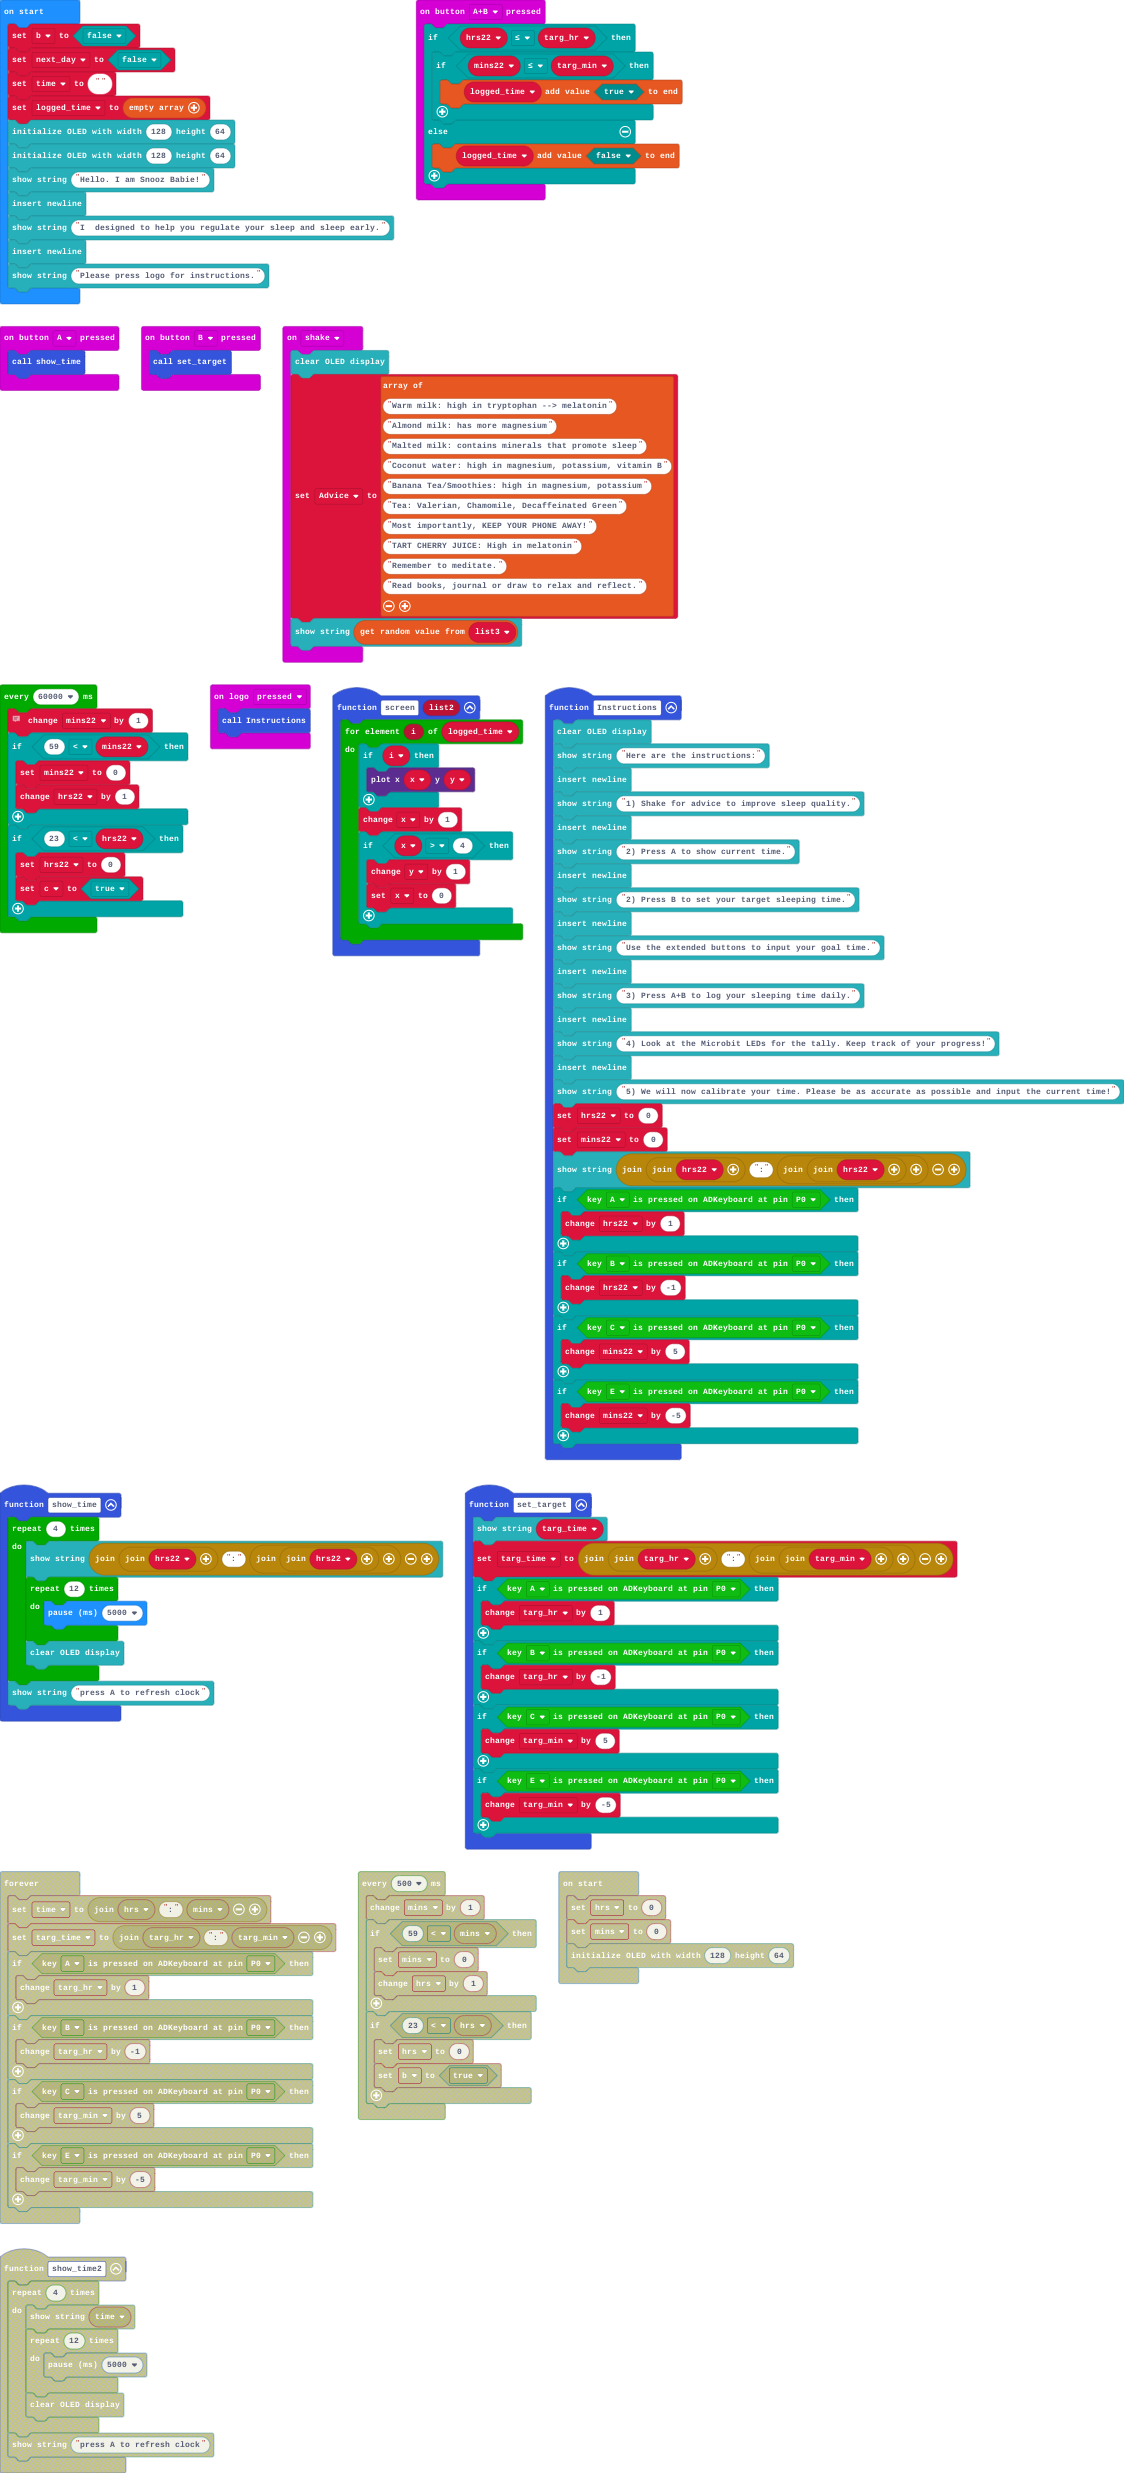 on start
set b to false
set next_day to false
set time to ""
set logged_time to empty array
initialize OLED with width 128 height 64
initialize OLED with width 128 height 64
show string "Hello. I am Snooz Babie!"
insert newline
show string "I  designed to help you regulate your sleep and sleep early."
insert newline
show string "Please press logo for instructions."
on button A+B pressed
if hrs22 ≤ targ_hr then
if mins22 ≤ targ_min then
logged_time add value true to end
else
logged_time add value false to end
on button A pressed
call show_time
on button B pressed
call set_target
on shake
clear OLED display
set Advice to
array of
"Warm milk: high in tryptophan --> melatonin"
"Almond milk: has more magnesium"
"Malted milk: contains minerals that promote sleep"
"Coconut water: high in magnesium, potassium, vitamin B"
"Banana Tea/Smoothies: high in magnesium, potassium"
"Tea: Valerian, Chamomile, Decaffeinated Green"
"Most importantly, KEEP YOUR PHONE AWAY!"
"TART CHERRY JUICE: High in melatonin"
"Remember to meditate."
"Read books, journal or draw to relax and reflect."
show string get random value from list3
every 60000 ms
change mins22 by 1
if 59 < mins22 then
set mins22 to 0
change hrs22 by 1
if 23 < hrs22 then
set hrs22 to 0
set c to true
on logo pressed
call Instructions
function screen list2
for element i of logged_time
do
if i then
plot x x y y
change x by 1
if x > 4 then
change y by 1
set x to 0
function Instructions
clear OLED display
show string "Here are the instructions:"
insert newline
show string "1) Shake for advice to improve sleep quality."
insert newline
show string "2) Press A to show current time."
insert newline
show string "2) Press B to set your target sleeping time."
insert newline
show string "Use the extended buttons to input your goal time."
insert newline
show string "3) Press A+B to log your sleeping time daily."
insert newline
show string "4) Look at the Microbit LEDs for the tally. Keep track of your progress!"
insert newline
show string "5) We will now calibrate your time. Please be as accurate as possible and input the current time!"
set hrs22 to 0
set mins22 to 0
show string join join hrs22 ":" join join hrs22
if key A is pressed on ADKeyboard at pin P0 then
change hrs22 by 1
if key B is pressed on ADKeyboard at pin P0 then
change hrs22 by -1
if key C is pressed on ADKeyboard at pin P0 then
change mins22 by 5
if key E is pressed on ADKeyboard at pin P0 then
change mins22 by -5
function show_time
repeat 4 times
do
show string join join hrs22 ":" join join hrs22
repeat 12 times
do pause (ms) 5000
clear OLED display
show string "press A to refresh clock"
function set_target
show string targ_time
set targ_time to join join targ_hr ":" join join targ_min
if key A is pressed on ADKeyboard at pin P0 then
change targ_hr by 1
if key B is pressed on ADKeyboard at pin P0 then
change targ_hr by -1
if key C is pressed on ADKeyboard at pin P0 then
change targ_min by 5
if key E is pressed on ADKeyboard at pin P0 then
change targ_min by -5
forever
set time to join hrs ":" mins
set targ_time to join targ_hr ":" targ_min
if key A is pressed on ADKeyboard at pin P0 then
change targ_hr by 1
if key B is pressed on ADKeyboard at pin P0 then
change targ_hr by -1
if key C is pressed on ADKeyboard at pin P0 then
change targ_min by 5
if key E is pressed on ADKeyboard at pin P0 then
change targ_min by -5
every 500 ms
change mins by 1
if 59 < mins then
set mins to 0
change hrs by 1
if 23 < hrs then
set hrs to 0
set b to true
on start
set hrs to 0
set mins to 0
initialize OLED with width 128 height 64
function show_time2
repeat 4 times
do
show string time
repeat 12 times
do pause (ms) 5000
clear OLED display
show string "press A to refresh clock"